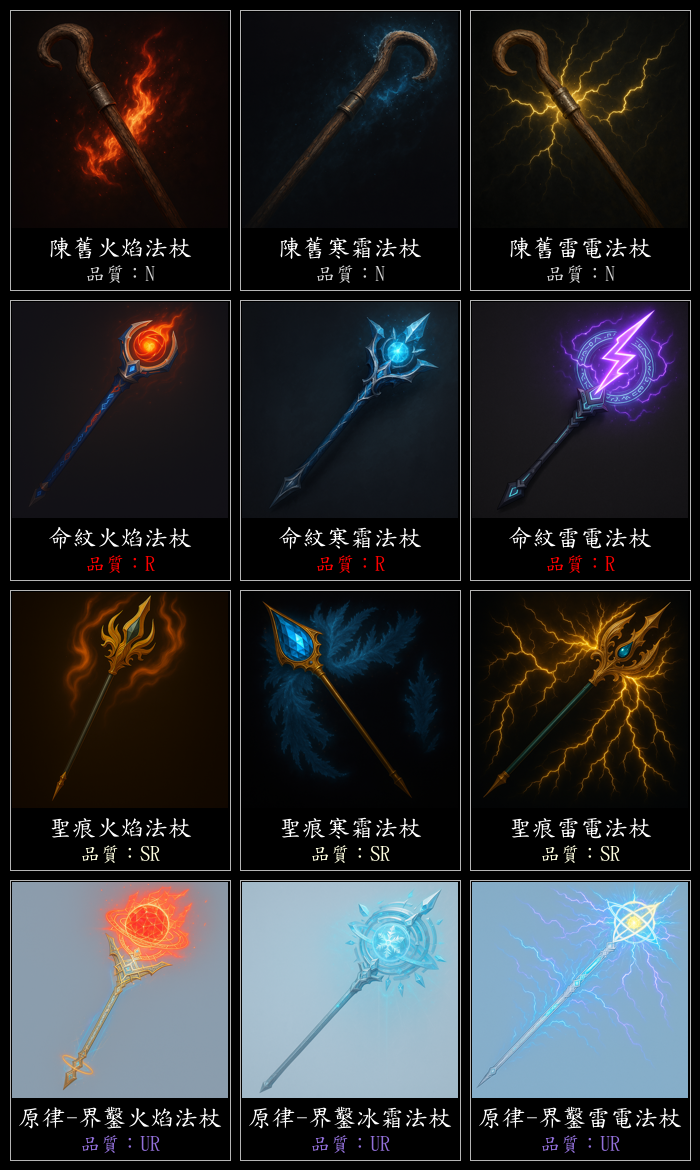 陳舊火焰法杖
品質：N
陳舊寒霜法杖
品質：N
陳舊雷電法杖
品質：N
命紋火焰法杖
品質：R
命紋寒霜法杖
品質：R
命紋雷電法杖
品質：R
聖痕火焰法杖
品質：SR
聖痕寒霜法杖
品質：SR
聖痕雷電法杖
品質：SR
原律-界鑿火焰法杖
品質：UR
原律-界鑿冰霜法杖
品質：UR
原律-界鑿雷電法杖
品質：UR